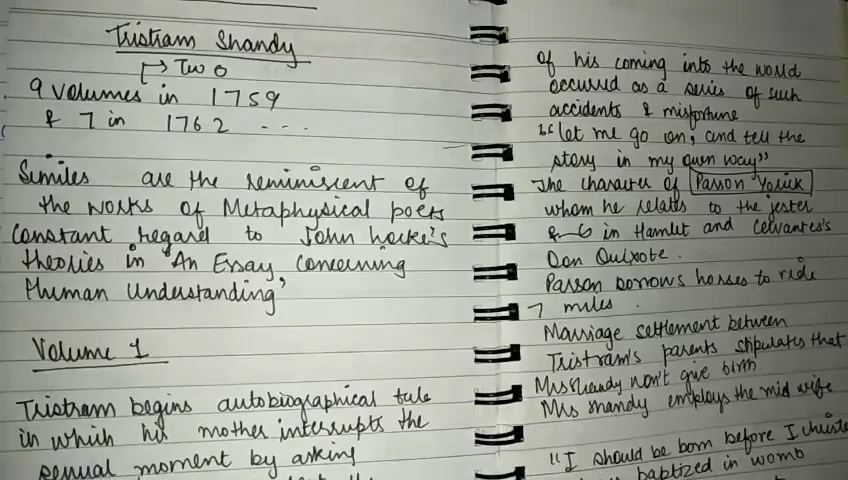 Tristram Shandy
→ Two
9 volumes in 1759
& 7 in 1762 ---
Similes are the reminiscent of
the works of Metaphysical poets
constant regard to John Locke's
theories in "An Essay Concerning
Human Understanding"
Volume 1
Tristram begins autobiographical tale
in which his mother interrupts the
sexual moment by asking
of his coming into the world
occured as a series of such
accidents & misfortune
"let me go on, and tell the
story in my own way"
The character of Parson Yorick
whom he relates to the jester
in Hamlet and Cervantes's
Don Quixote.
Parson borrows horses to ride
7 miles.
Marriage settlement between
Tristram's parents stipulates that
Mrs Shandy won't give birth
Mrs Shandy employs the mid wife
"I should be born before I
baptized in womb